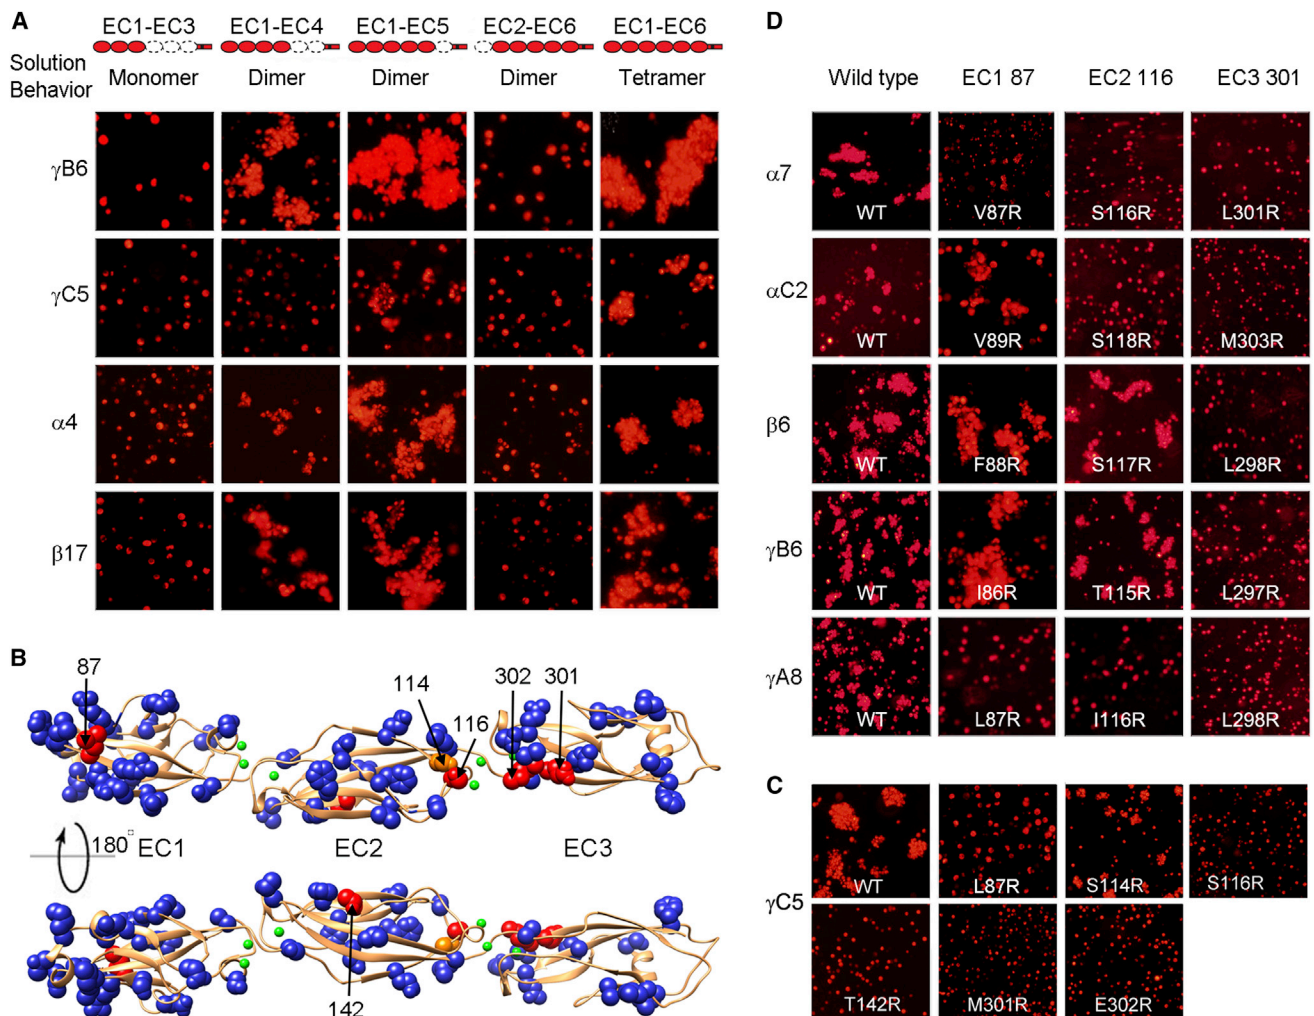 A
EC1-EC3 EC1-EC4 EC1-EC5 EC2-EC6 EC1-EC6
Solution Behavior Monomer Dimer Dimer Dimer Tetramer
γB6
γC5
α4
β17
B
87 114 116 302 301
180° EC1 EC2 EC3
142
D
Wild type EC1 87 EC2 116 EC3 301
α7 WT V87R S116R L301R
αC2 WT V89R S118R M303R
β6 WT F88R S117R L298R
γB6 WT I86R T115R L297R
γA8 WT L87R I116R L298R
C
γC5 WT L87R S114R S116R
T142R M301R E302R